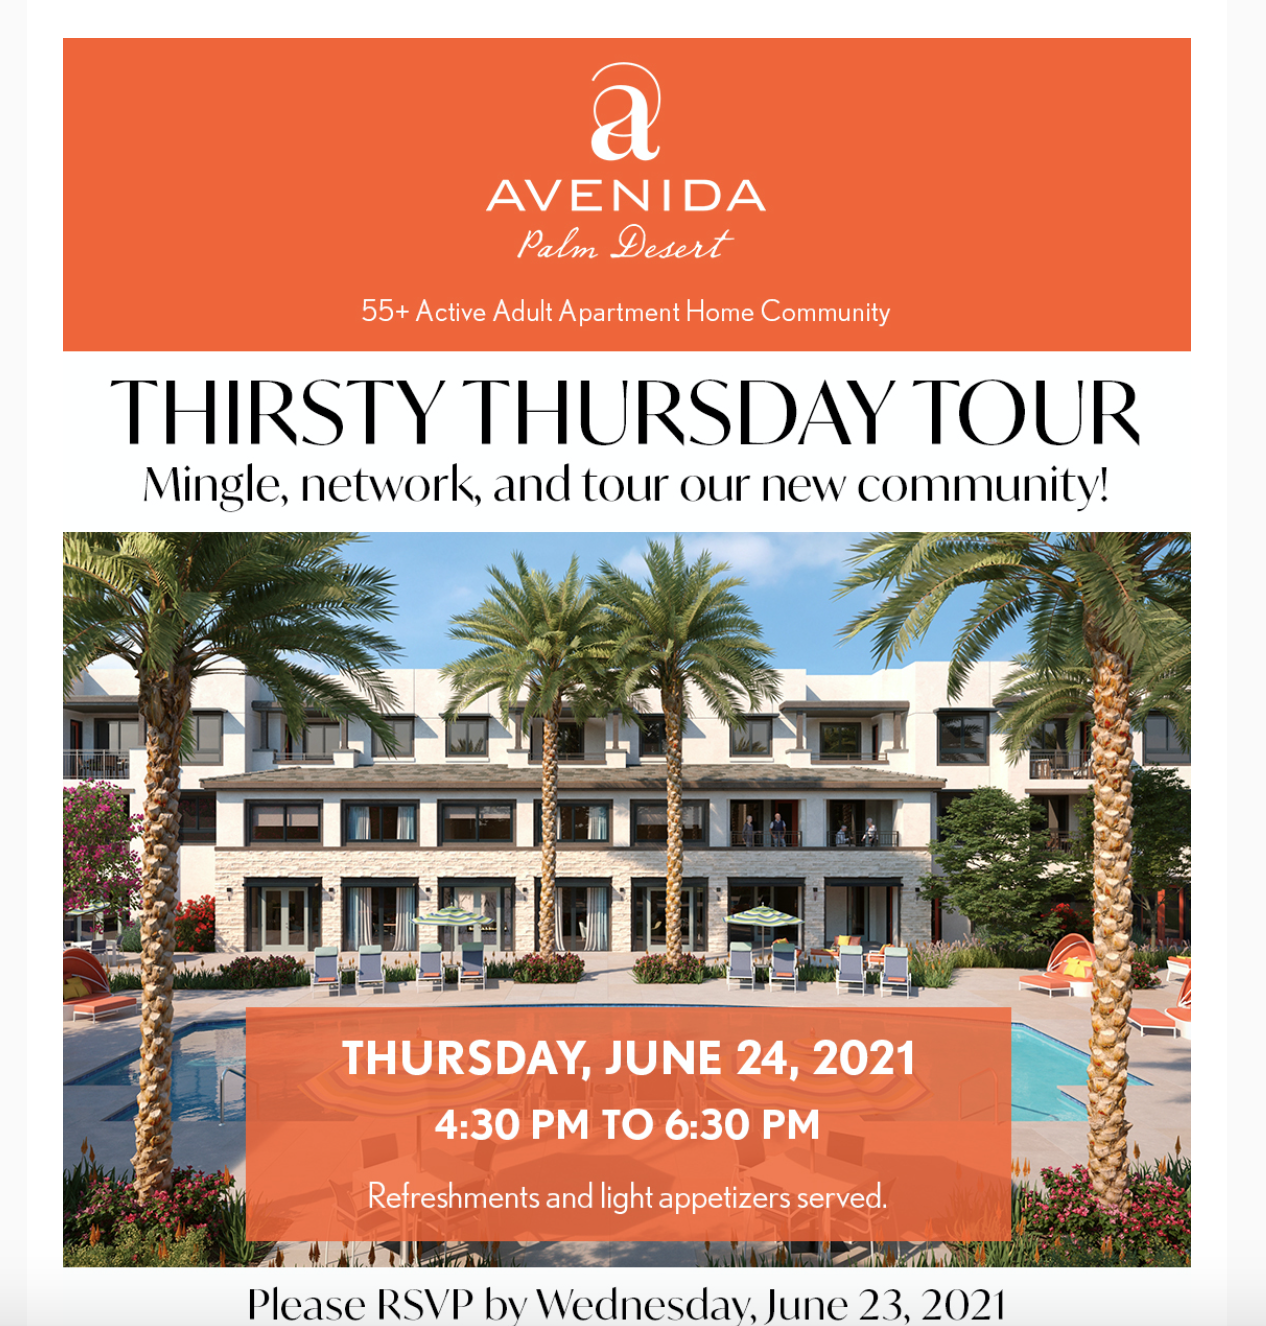 a
AVENIDA
Palm Desert
55+ Active Adult Apartment Home Community
THIRSTY THURSDAY TOUR
Mingle, network, and tour our new community!
THURSDAY, JUNE 24, 2021
4:30 PM TO 6:30 PM
Refreshments and light appetizers served.
Please RSVP by Wednesday, June 23, 2021